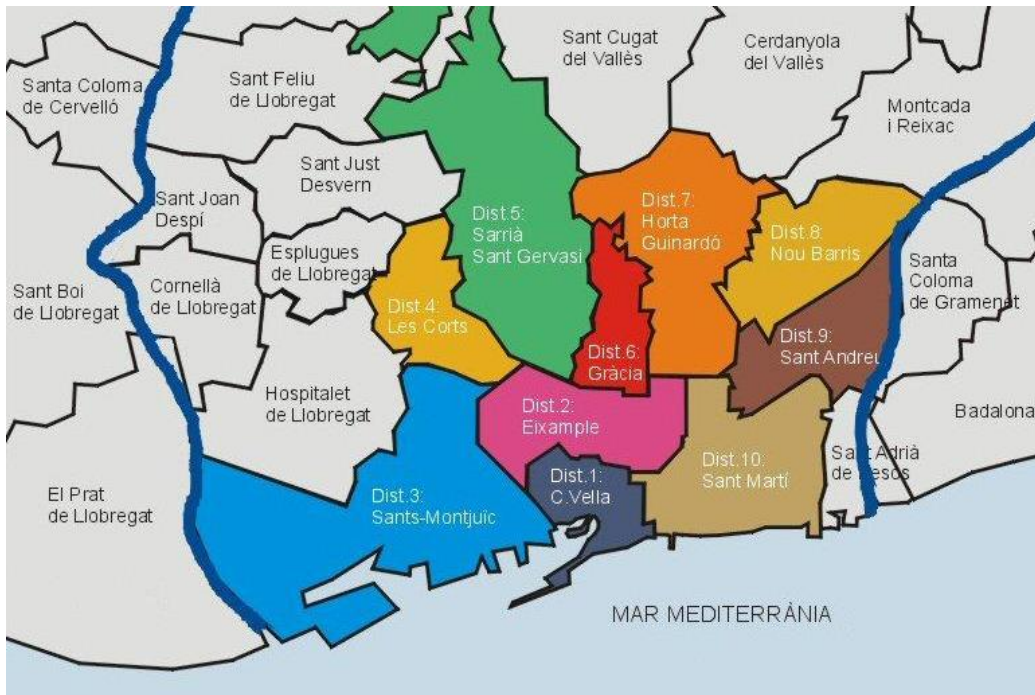 Sant Cugat
del Vallès
Cerdanyola
del Vallès
Santa Coloma
de Cervelló
Sant Feliu
de Llobregat
Montcada
i Reixac
Sant Just
Desvern
Sant Joan
Despí
Dist.5:
Sarrià
Sant Gervasi
Dist.7:
Horta
Guinardó
Dist.8:
Nou Barris
Esplugues
de Llobregat
Santa
Coloma
de Gramenet
Sant Boi
de Llobregat
Cornellà
de Llobregat
Dist.4:
Les Corts
Dist.9:
Sant Andreu
Dist.6:
Gràcia
Hospitalet
de Llobregat
Dist.2:
Eixample
Badalona
Sant Adrià
de Besós
Dist.10:
Sant Martí
Dist.1:
C.Vella
El Prat
de Llobregat
Dist.3:
Sants-Montjuïc
MAR MEDITERRÁNIA